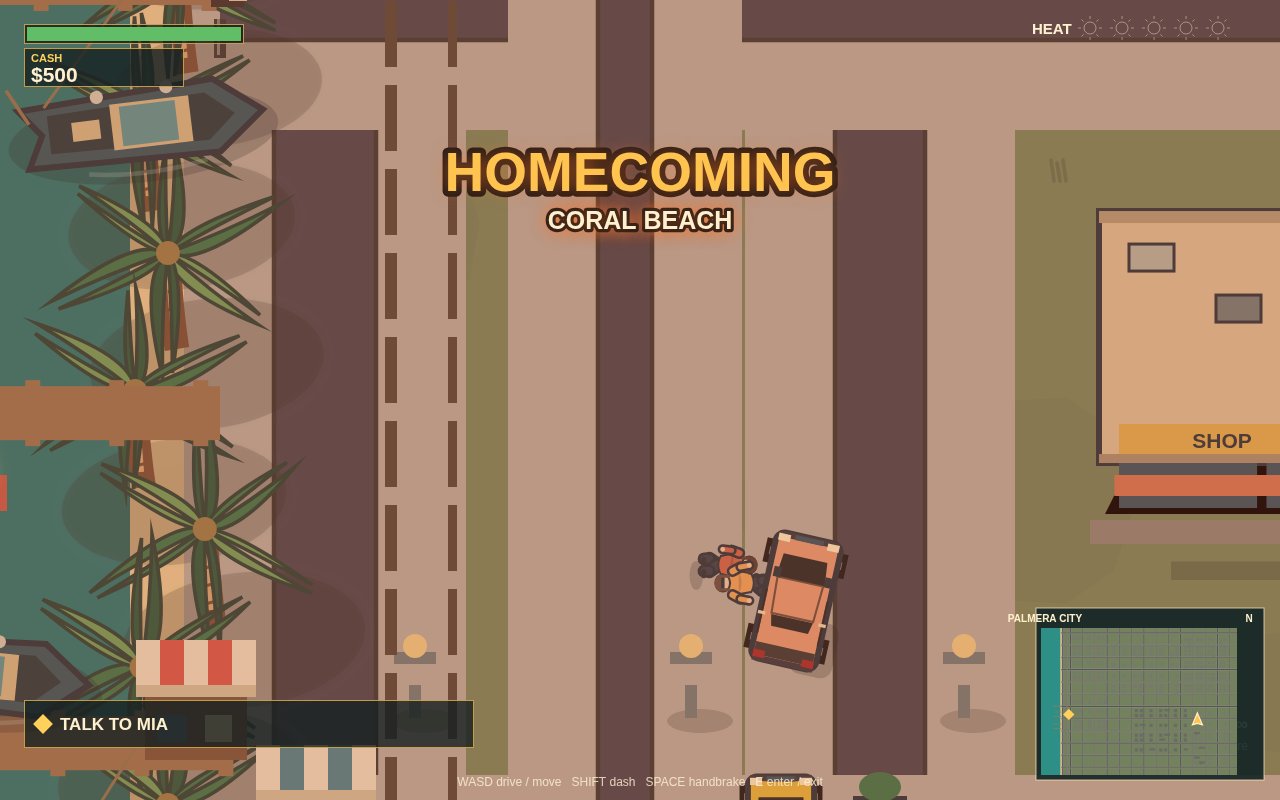 CASH
$500
HEAT
HOMECOMING
CORAL BEACH
SHOP
PALMERA CITY
N
TALK TO MIA
WASD drive / move SHIFT dash SPACE handbrake E enter / exit